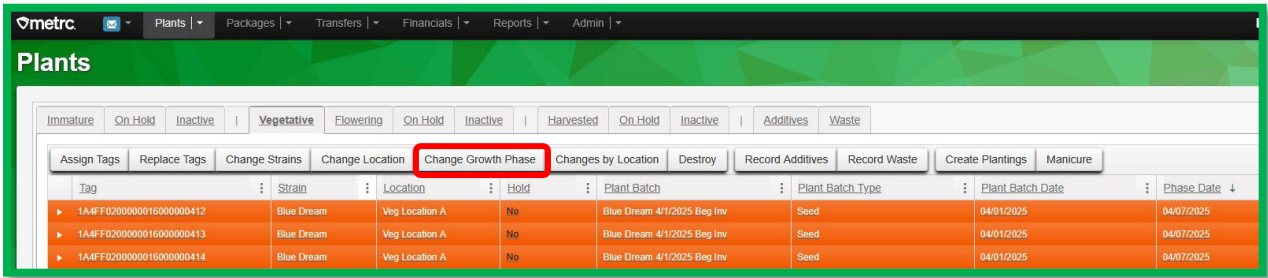 metrc. Plants | Packages | Transfers | Financials | Reports | Admin |
Plants
Immature On Hold Inactive | Vegetative Flowering On Hold Inactive | Harvested On Hold Inactive | Additives Waste
Assign Tags Replace Tags Change Strains Change Location Change Growth Phase Changes by Location Destroy Record Additives Record Waste Create Plantings Manicure
Tag Strain Location Hold Plant Batch Plant Batch Type Plant Batch Date Phase Date ↓
1A4FF0200000016000000412 Blue Dream Veg Location A No Blue Dream 4/1/2025 Beg Inv Seed 04/01/2025 04/07/2025
1A4FF0200000016000000413 Blue Dream Veg Location A No Blue Dream 4/1/2025 Beg Inv Seed 04/01/2025 04/07/2025
1A4FF0200000016000000414 Blue Dream Veg Location A No Blue Dream 4/1/2025 Beg Inv Seed 04/01/2025 04/07/2025